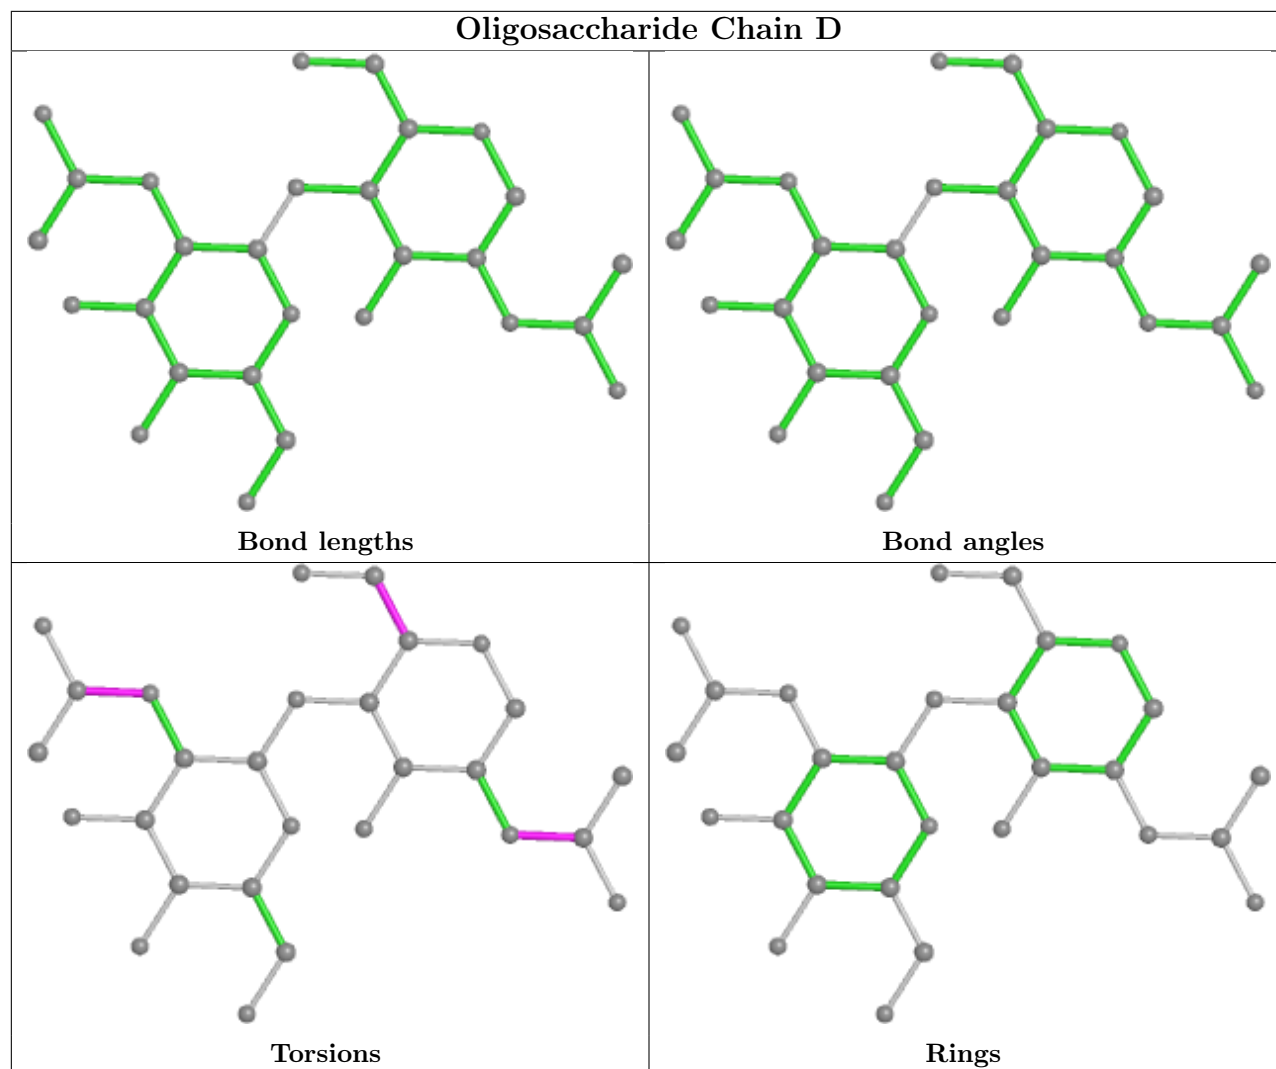 Oligosaccharide Chain D
Bond lengths
Bond angles
Torsions
Rings